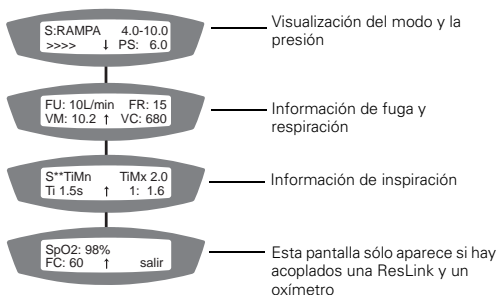 S:RAMPA 4.0-10.0
>>>> ↓ PS: 6.0
Visualización del modo y la
presión
FU: 10L/min FR: 15
VM: 10.2 ↑ VC: 680
Información de fuga y
respiración
S**TiMn TiMx 2.0
Ti 1.5s ↑ 1: 1.6
Información de inspiración
SpO2: 98%
FC: 60 ↑ salir
Esta pantalla sólo aparece si hay
acoplados una ResLink y un
oxímetro